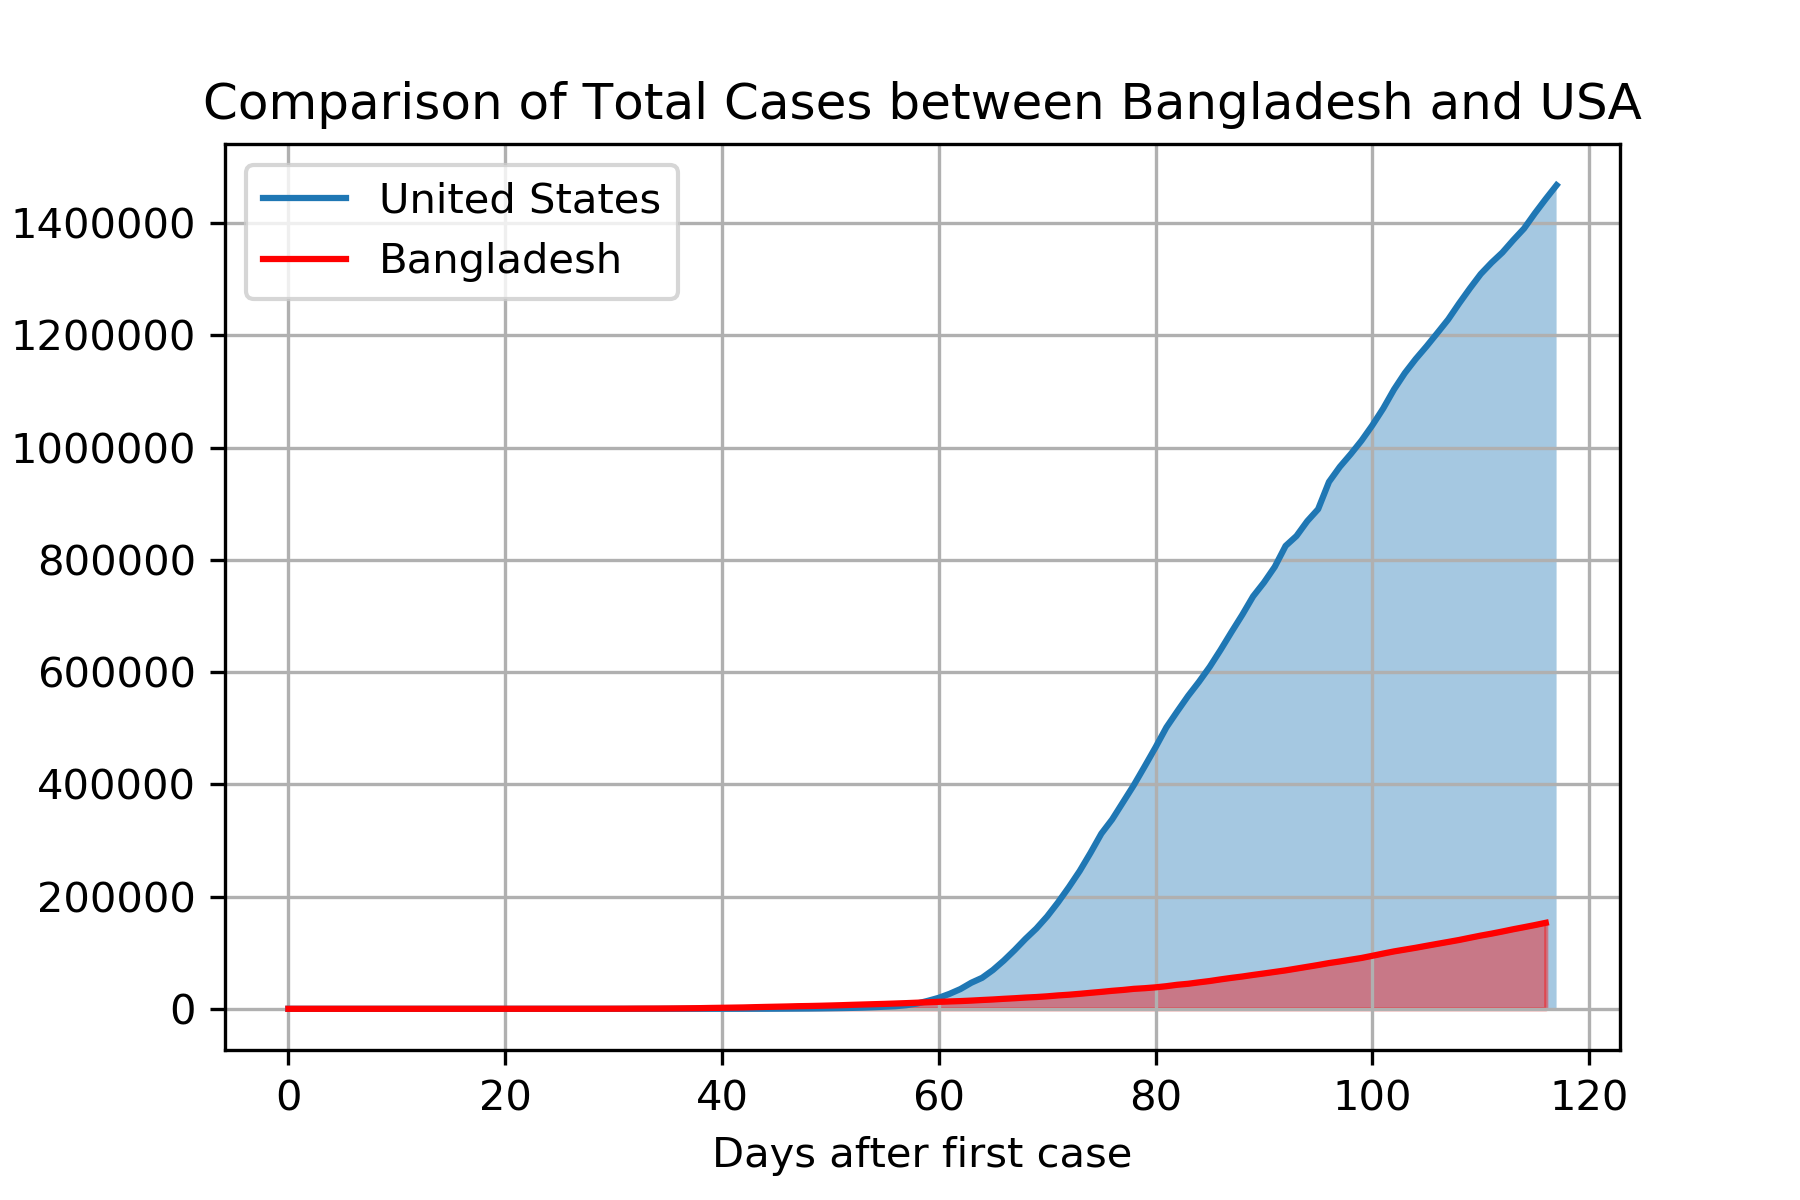 Comparison of Total Cases between Bangladesh and USA
United States
Bangladesh
1400000
1200000
1000000
800000
600000
400000
200000
0
0 20 40 60 80 100 120
Days after first case